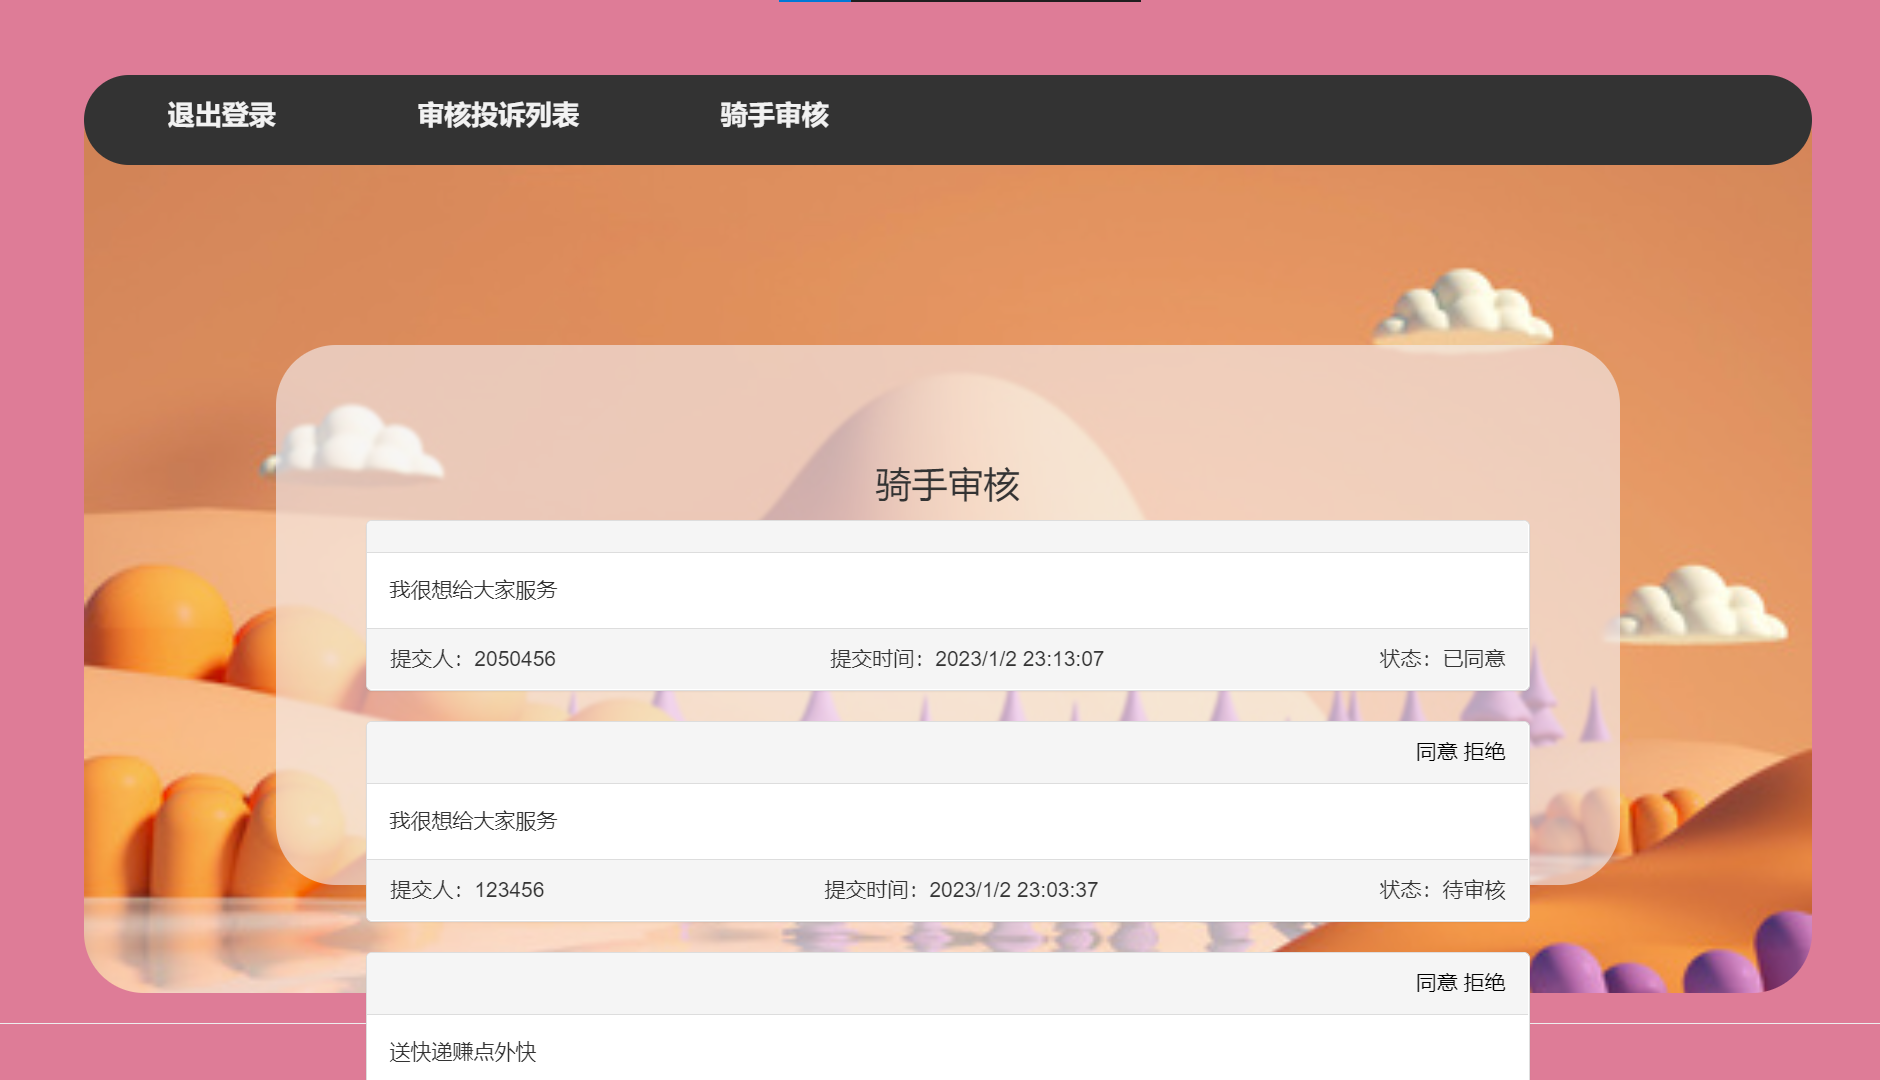 退出登录 审核投诉列表 骑手审核
骑手审核
我很想给大家服务
提交人：2050456 提交时间：2023/1/2 23:13:07 状态：已同意
同意 拒绝
我很想给大家服务
提交人：123456 提交时间：2023/1/2 23:03:37 状态：待审核
同意 拒绝
送快递赚点外快